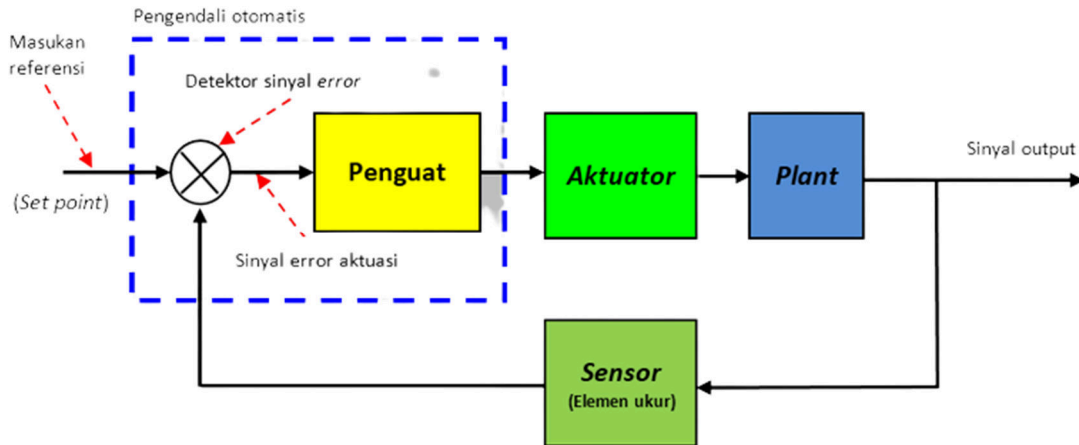 Pengendali otomatis
Masukan
referensi
Detektor sinyal error
Penguat
Aktuator
Plant
Sinyal output
(Set point)
Sinyal error aktuasi
Sensor
(Elemen ukur)